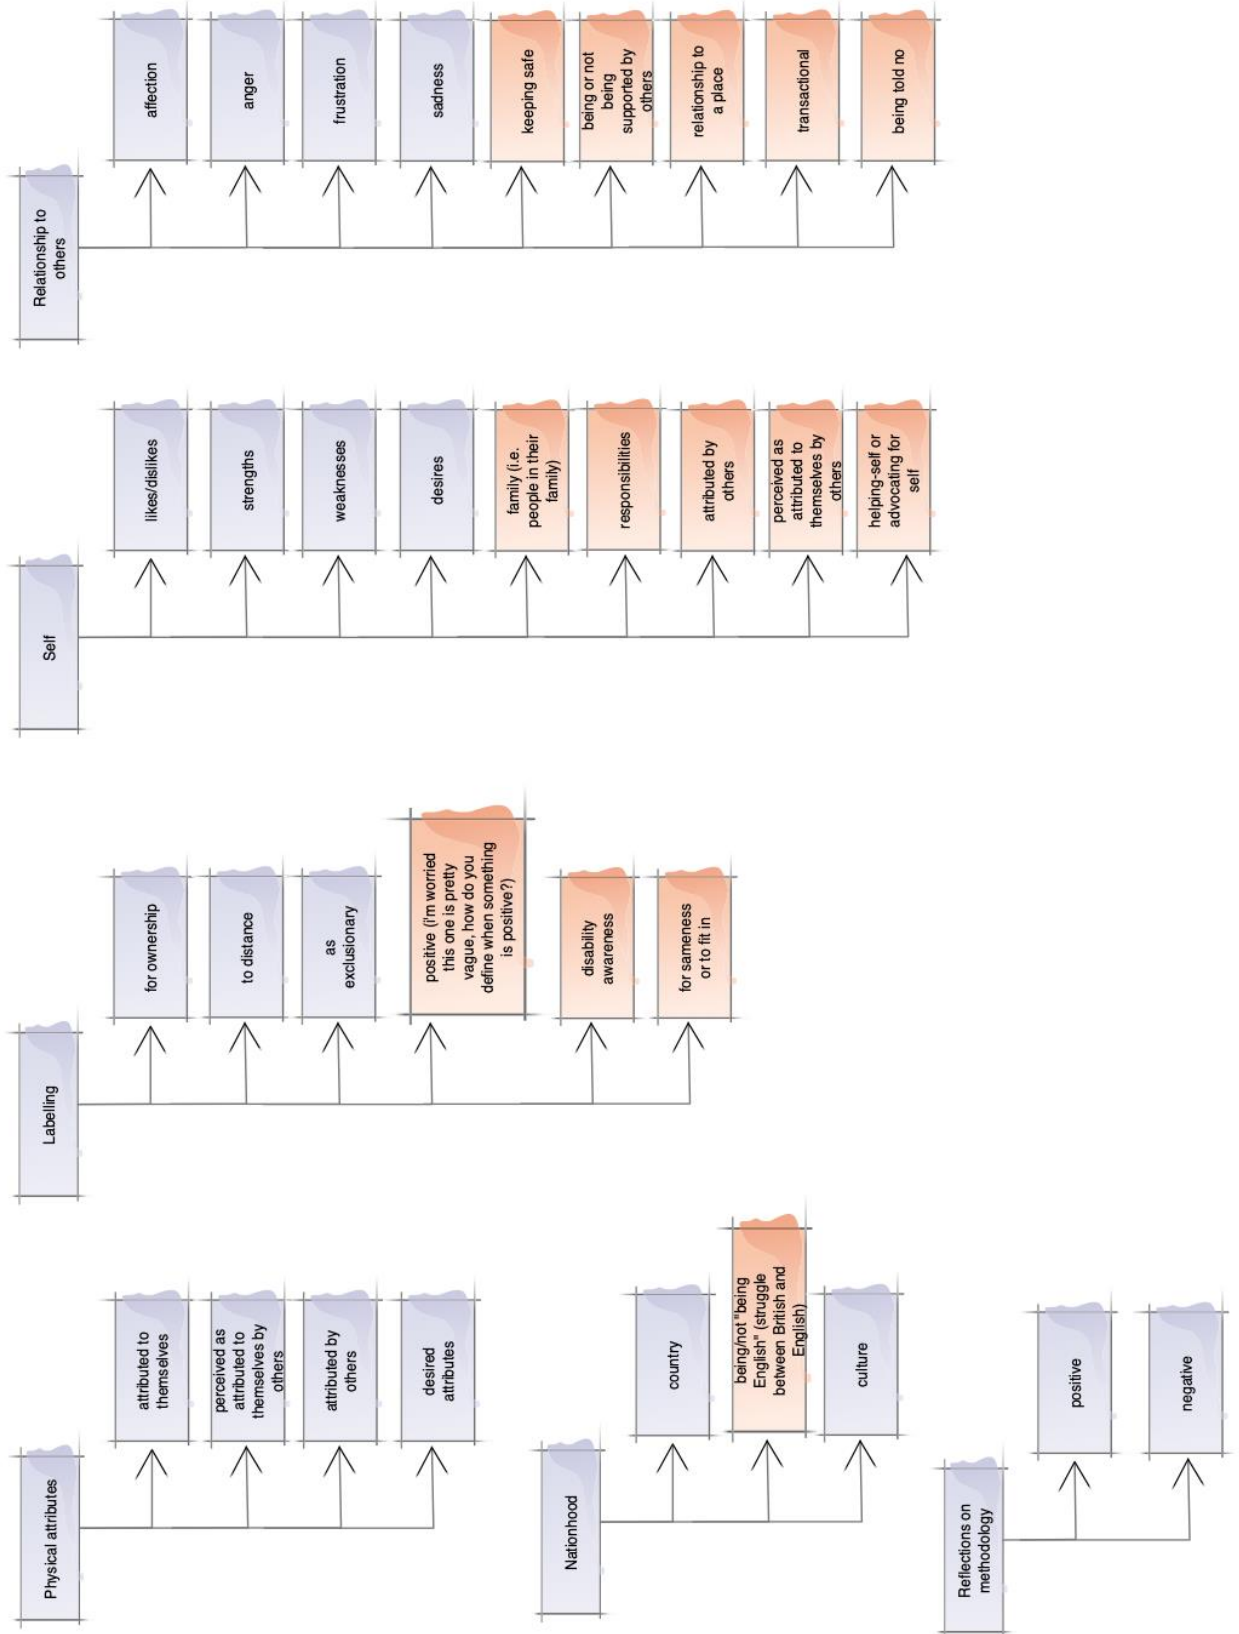 Physical attributes
attributed to
themselves
perceived as
attributed to
themselves by
others
attributed by
others
desired
attributes
Nationhood
country
being/not "being
English" (struggle
between British and
English)
culture
Reflections on
methodology
positive
negative
Labelling
for ownership
to distance
as
exclusionary
positive (i'm worried
this one is pretty
vague, how do you
define when something
is positive?)
disability
awareness
for sameness
or to fit in
Self
likes/dislikes
strengths
weaknesses
desires
family (i.e.
people in their
family)
responsibilities
attributed by
others
perceived as
attributed to
themselves by
others
helping-self or
advocating for
self
Relationship to
others
affection
anger
frustration
sadness
keeping safe
being or not
being
supported by
others
relationship to
a place
transactional
being told no